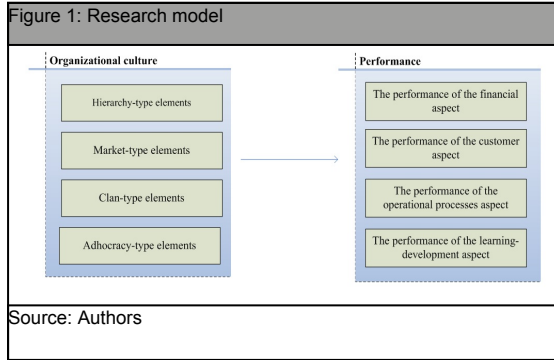 Figure 1: Research model
Organizational culture
Hierarchy-type elements
Market-type elements
Clan-type elements
Adhocracy-type elements
Performance
The performance of the financial
aspect
The performance of the customer
aspect
The performance of the
operational processes aspect
The performance of the learning-
development aspect
Source: Authors